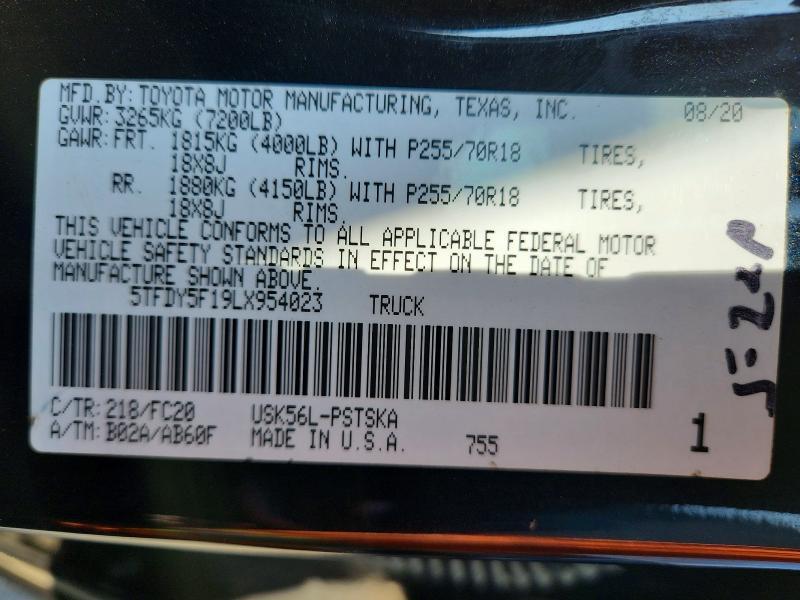 MFD.BY: TOYOTA MOTOR MANUFACTURING, TEXAS, INC. 08/20
GVWR: 3265KG (7200LB)
GAWR: FRT. 1815KG (4000LB) WITH P255/70R18 TIRES,
18X8J RIMS.
RR. 1880KG (4150LB) WITH P255/70R18 TIRES,
18X8J RIMS.
THIS VEHICLE CONFORMS TO ALL APPLICABLE FEDERAL MOTOR
VEHICLE SAFETY STANDARDS IN EFFECT ON THE DATE OF
MANUFACTURE SHOWN ABOVE.
5TFDY5F19LX954023 TRUCK
C/TR: 218/FC20 USK56L-PSTSKA
A/TM: B02A/AB60F MADE IN U.S.A. 755 1